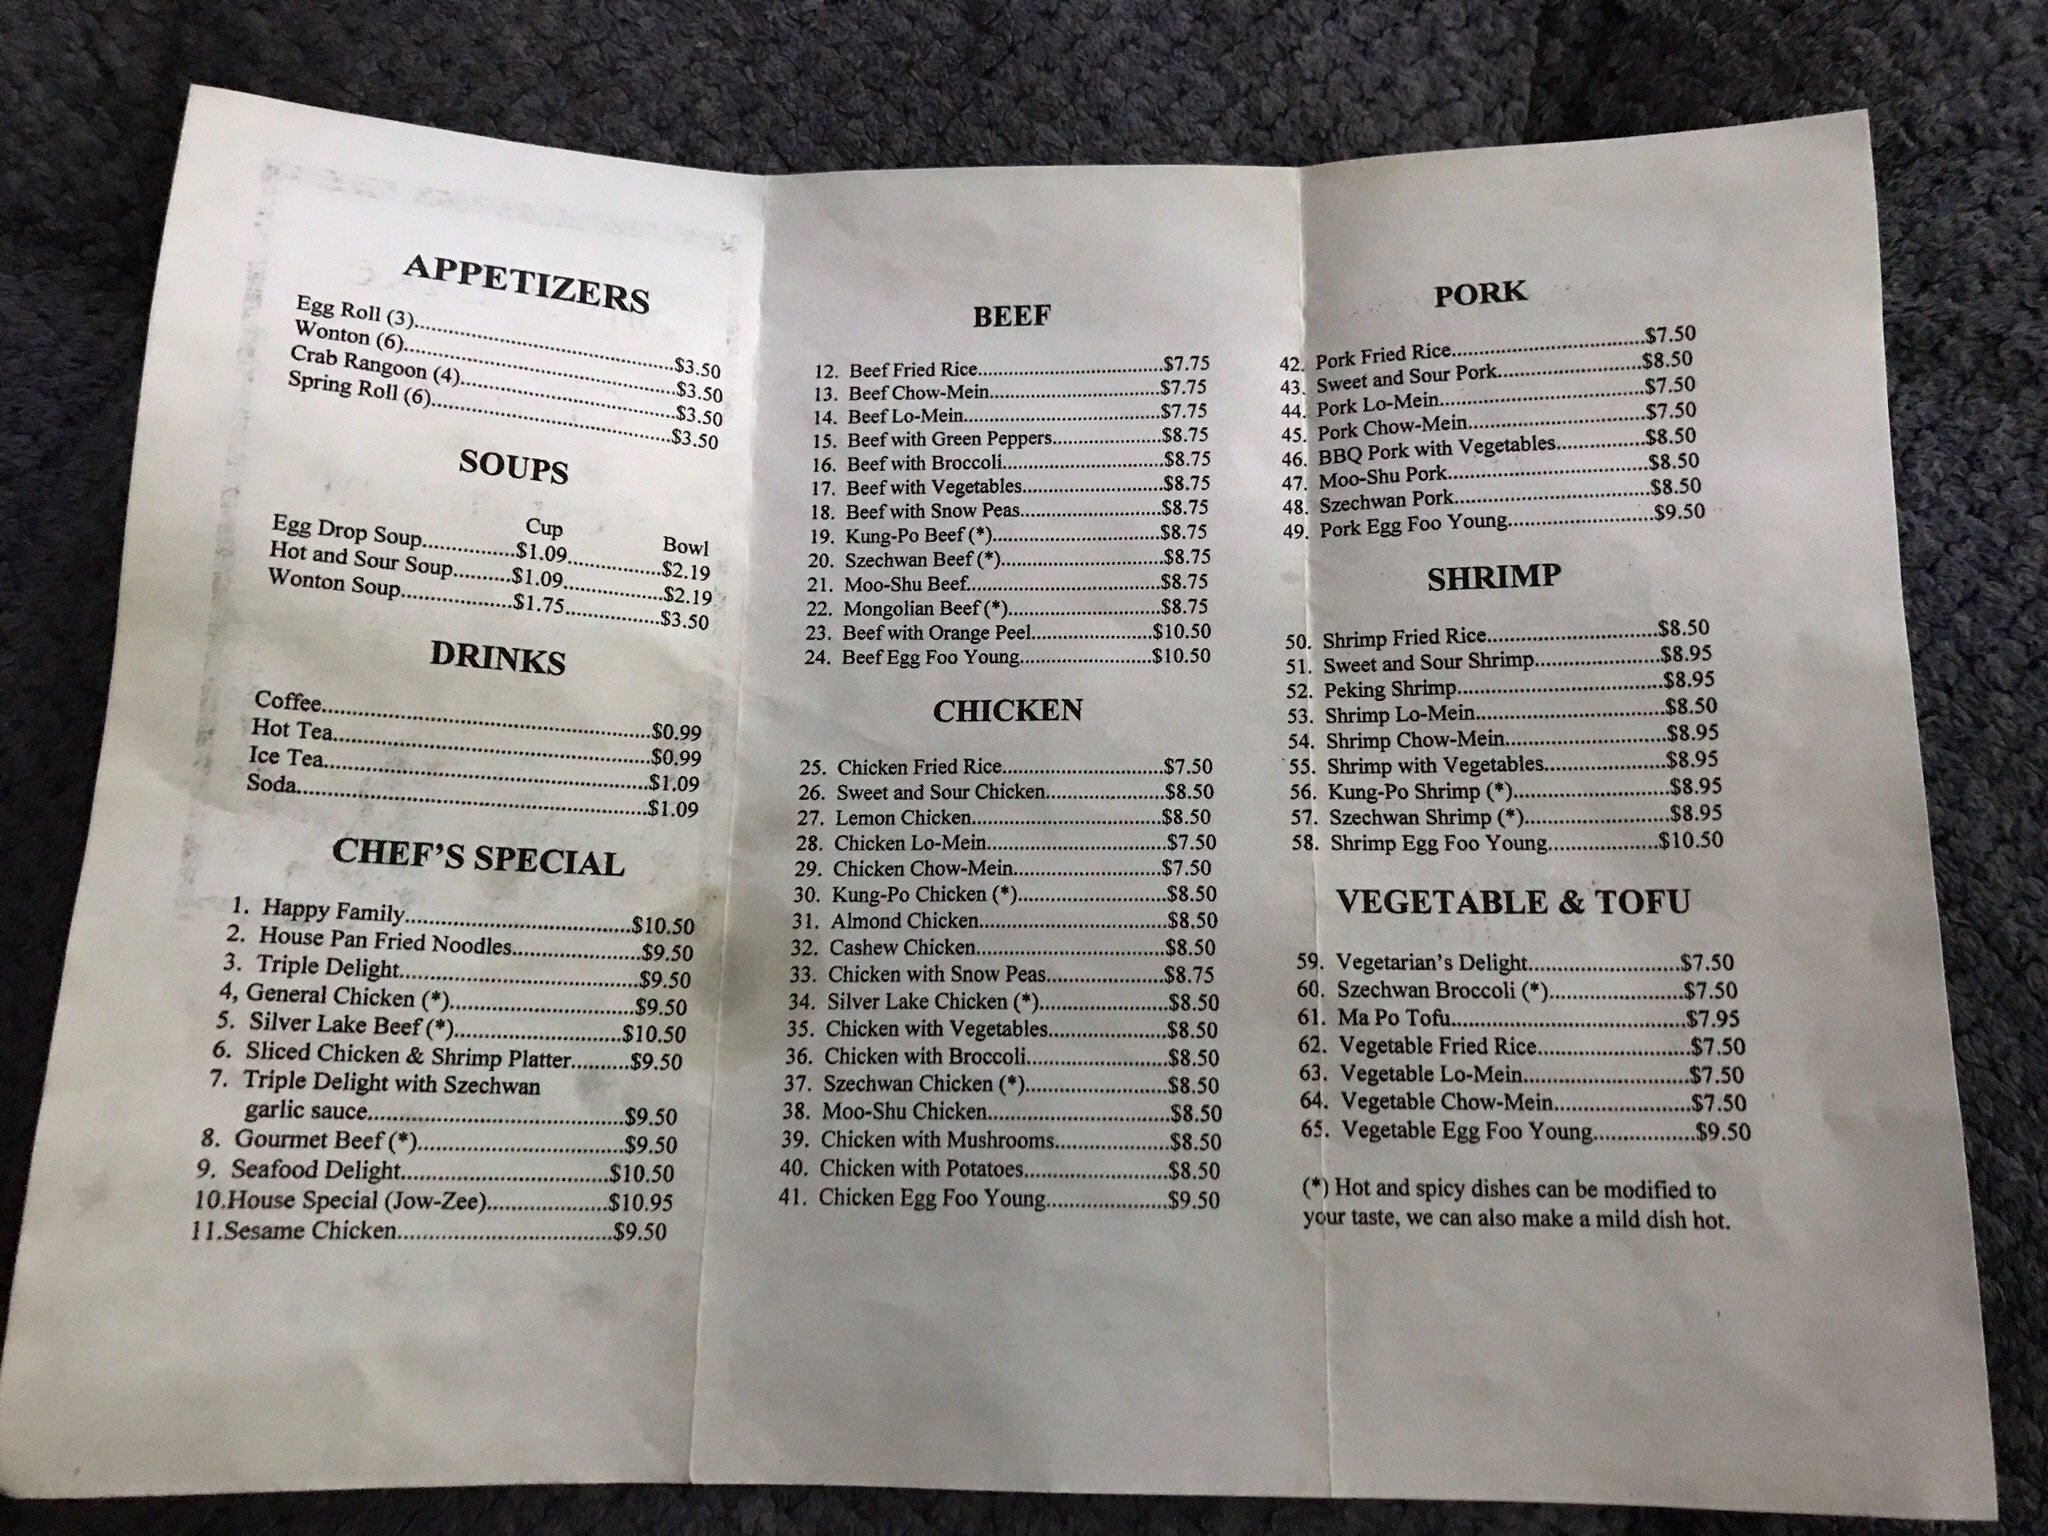 APPETIZERS
Egg Roll (3)..........$3.50
Wonton (6)..........$3.50
Crab Rangoon (4)..........$3.50
Spring Roll (6)..........$3.50
SOUPS
Cup Bowl
Egg Drop Soup..........$1.09..........$2.19
Hot and Sour Soup..........$1.09..........$2.19
Wonton Soup..........$1.75..........$3.50
DRINKS
Coffee..........$0.99
Hot Tea..........$0.99
Ice Tea..........$1.09
Soda..........$1.09
CHEF'S SPECIAL
1. Happy Family..........$10.50
2. House Pan Fried Noodles..........$9.50
3. Triple Delight..........$9.50
4, General Chicken (*)..........$9.50
5. Silver Lake Beef (*)..........$10.50
6. Sliced Chicken & Shrimp Platter..........$9.50
7. Triple Delight with Szechwan
garlic sauce..........$9.50
8. Gourmet Beef (*)..........$9.50
9. Seafood Delight..........$10.50
10.House Special (Jow-Zee)..........$10.95
11.Sesame Chicken..........$9.50
BEEF
12. Beef Fried Rice..........$7.75
13. Beef Chow-Mein..........$7.75
14. Beef Lo-Mein..........$7.75
15. Beef with Green Peppers..........$8.75
16. Beef with Broccoli..........$8.75
17. Beef with Vegetables..........$8.75
18. Beef with Snow Peas..........$8.75
19. Kung-Po Beef (*)..........$8.75
20. Szechwan Beef (*)..........$8.75
21. Moo-Shu Beef..........$8.75
22. Mongolian Beef (*)..........$8.75
23. Beef with Orange Peel..........$10.50
24. Beef Egg Foo Young..........$10.50
CHICKEN
25. Chicken Fried Rice..........$7.50
26. Sweet and Sour Chicken..........$8.50
27. Lemon Chicken..........$8.50
28. Chicken Lo-Mein..........$7.50
29. Chicken Chow-Mein..........$7.50
30. Kung-Po Chicken (*)..........$8.50
31. Almond Chicken..........$8.50
32. Cashew Chicken..........$8.50
33. Chicken with Snow Peas..........$8.75
34. Silver Lake Chicken (*)..........$8.50
35. Chicken with Vegetables..........$8.50
36. Chicken with Broccoli..........$8.50
37. Szechwan Chicken (*)..........$8.50
38. Moo-Shu Chicken..........$8.50
39. Chicken with Mushrooms..........$8.50
40. Chicken with Potatoes..........$8.50
41. Chicken Egg Foo Young..........$9.50
PORK
42. Pork Fried Rice..........$7.50
43. Sweet and Sour Pork..........$8.50
44. Pork Lo-Mein..........$7.50
45. Pork Chow-Mein..........$7.50
46. BBQ Pork with Vegetables..........$8.50
47. Moo-Shu Pork..........$8.50
48. Szechwan Pork..........$8.50
49. Pork Egg Foo Young..........$9.50
SHRIMP
50. Shrimp Fried Rice..........$8.50
51. Sweet and Sour Shrimp..........$8.95
52. Peking Shrimp..........$8.95
53. Shrimp Lo-Mein..........$8.50
54. Shrimp Chow-Mein..........$8.95
55. Shrimp with Vegetables..........$8.95
56. Kung-Po Shrimp (*)..........$8.95
57. Szechwan Shrimp (*)..........$8.95
58. Shrimp Egg Foo Young..........$10.50
VEGETABLE & TOFU
59. Vegetarian's Delight..........$7.50
60. Szechwan Broccoli (*)..........$7.50
61. Ma Po Tofu..........$7.95
62. Vegetable Fried Rice..........$7.50
63. Vegetable Lo-Mein..........$7.50
64. Vegetable Chow-Mein..........$7.50
65. Vegetable Egg Foo Young..........$9.50
(*) Hot and spicy dishes can be modified to
your taste, we can also make a mild dish hot.